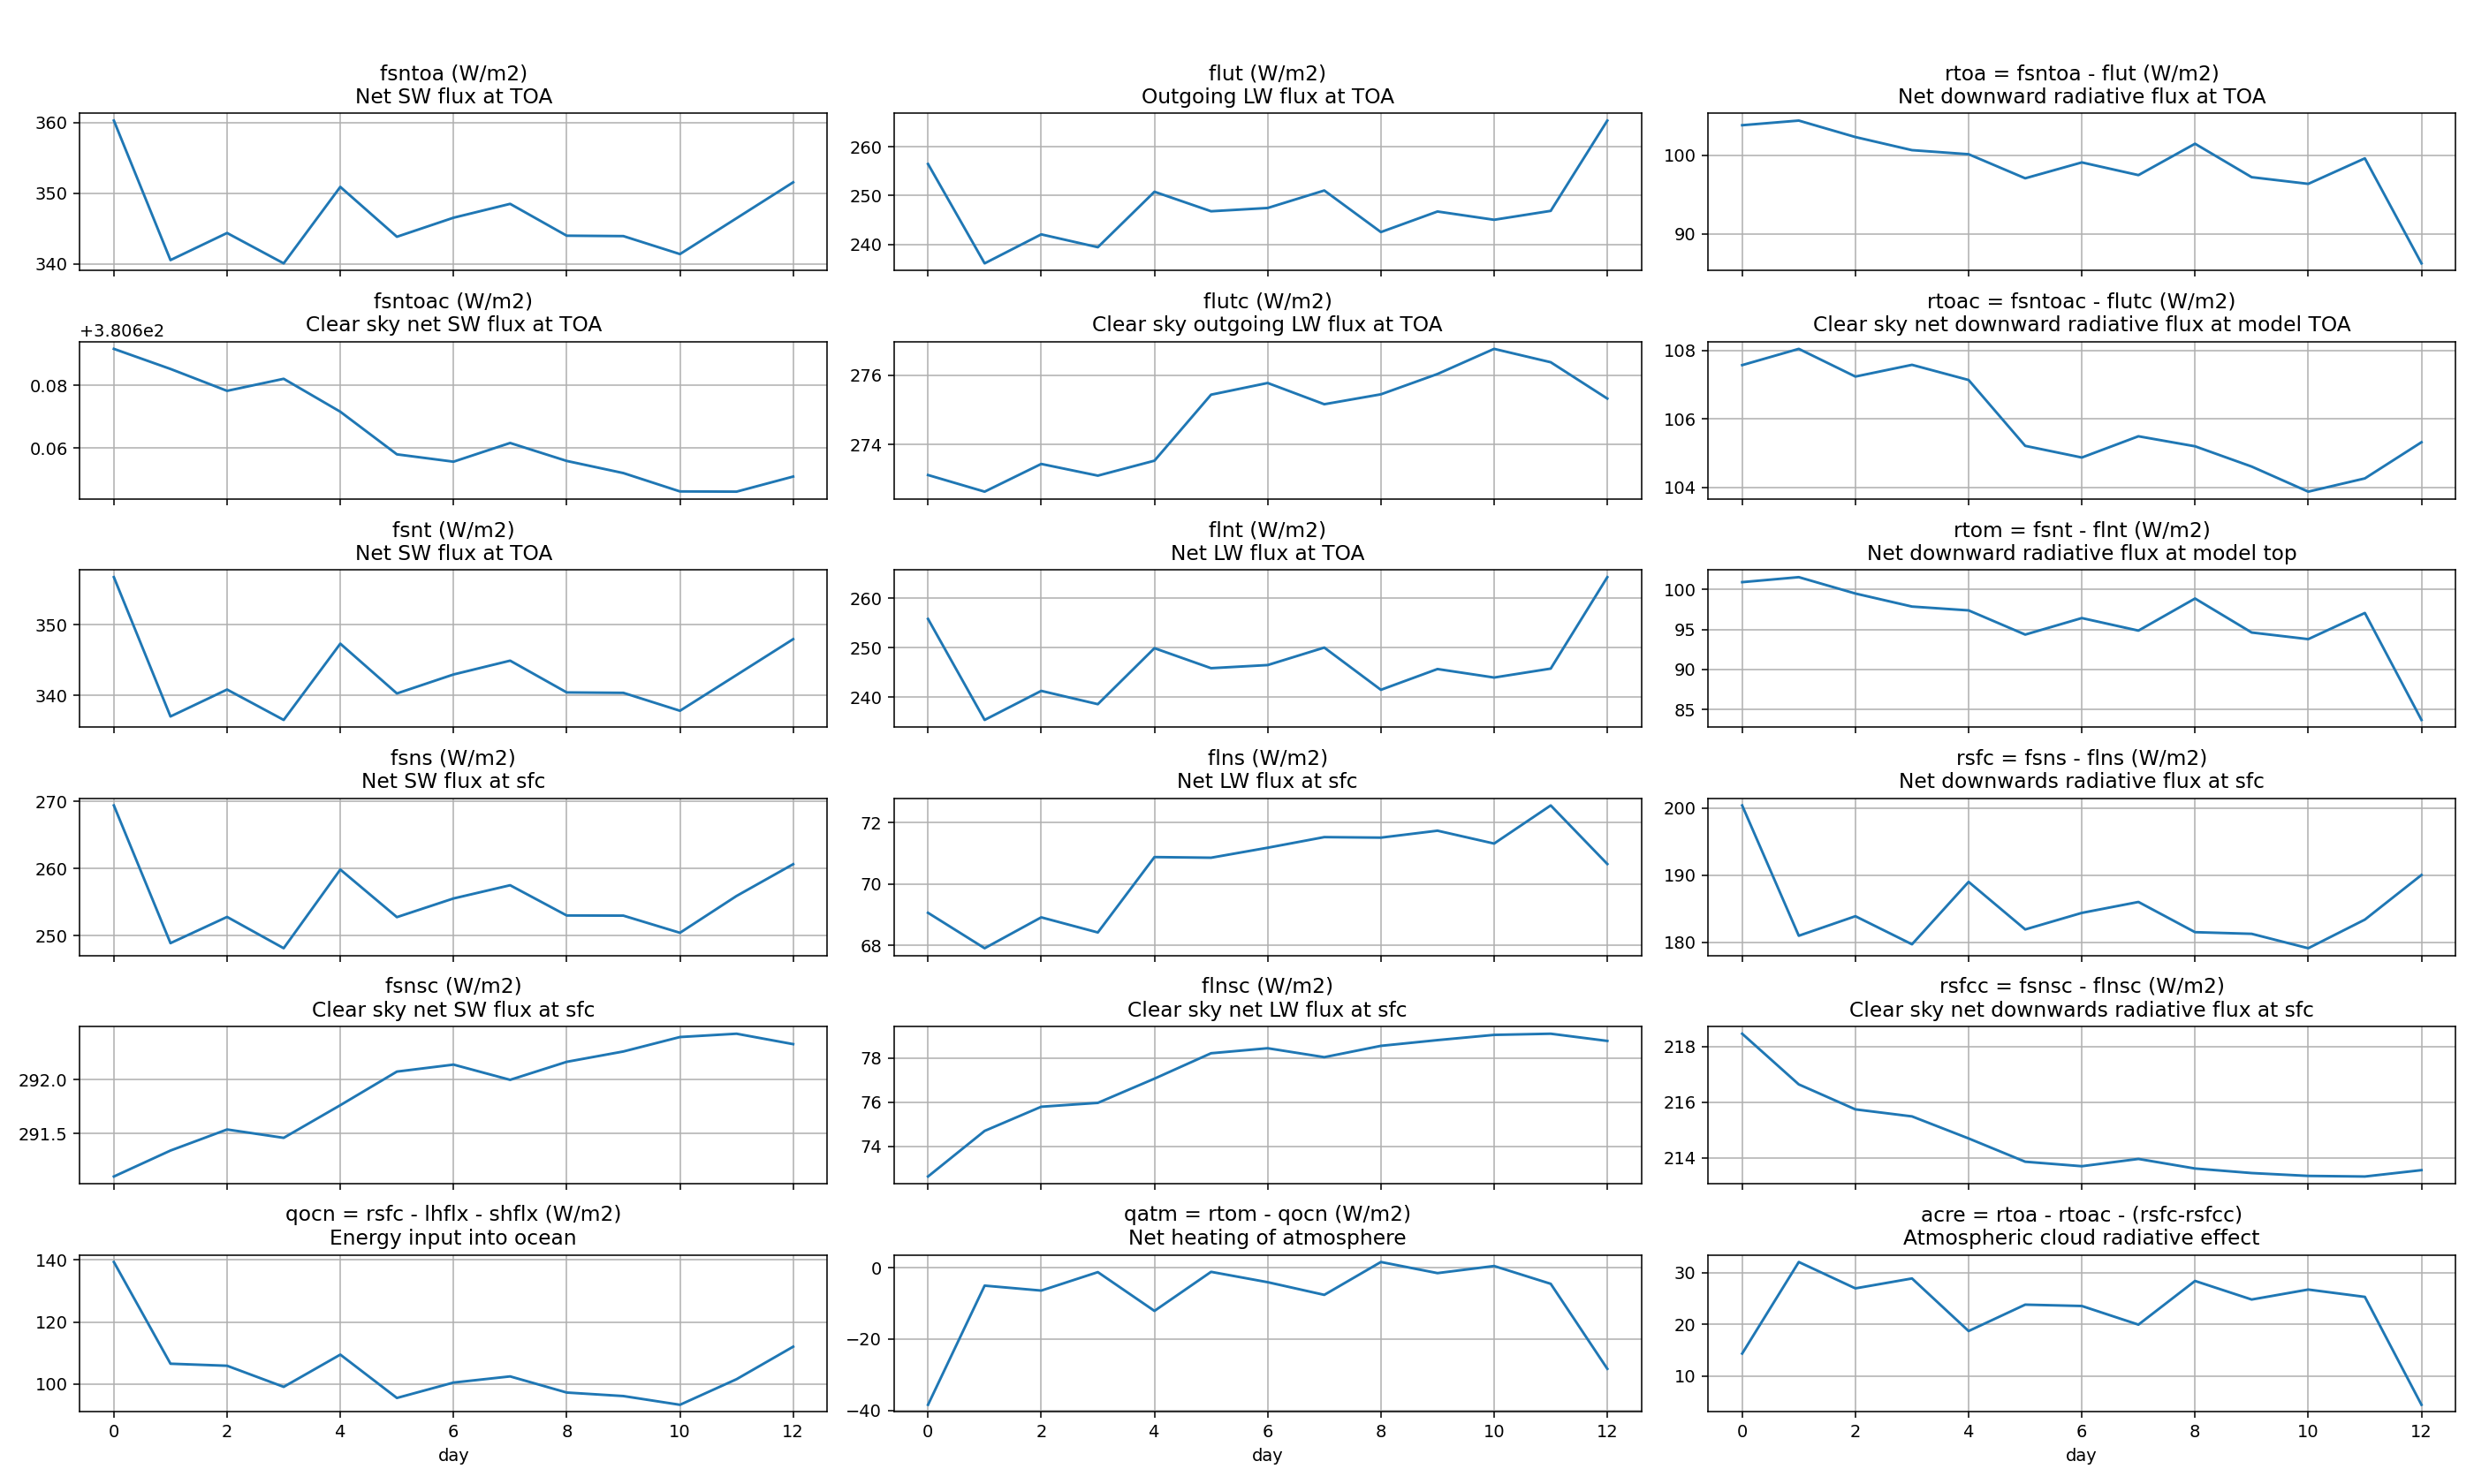 fsntoa (W/m2)
Net SW flux at TOA
360
350
340
flut (W/m2)
Outgoing LW flux at TOA
260
250
240
rtoa = fsntoa - flut (W/m2)
Net downward radiative flux at TOA
100
90
fsntoac (W/m2)
Clear sky net SW flux at TOA
+3.806e2
0.08
0.06
flutc (W/m2)
Clear sky outgoing LW flux at TOA
276
274
rtoac = fsntoac - flutc (W/m2)
Clear sky net downward radiative flux at model TOA
108
106
104
fsnt (W/m2)
Net SW flux at TOA
350
340
flnt (W/m2)
Net LW flux at TOA
260
250
240
rtom = fsnt - flnt (W/m2)
Net downward radiative flux at model top
100
95
90
85
fsns (W/m2)
Net SW flux at sfc
270
260
250
flns (W/m2)
Net LW flux at sfc
72
70
68
rsfc = fsns - flns (W/m2)
Net downwards radiative flux at sfc
200
190
180
fsnsc (W/m2)
Clear sky net SW flux at sfc
292.0
291.5
flnsc (W/m2)
Clear sky net LW flux at sfc
78
76
74
rsfcc = fsnsc - flnsc (W/m2)
Clear sky net downwards radiative flux at sfc
218
216
214
qocn = rsfc - lhflx - shflx (W/m2)
Energy input into ocean
140
120
100
0 2 4 6 8 10 12
day
qatm = rtom - qocn (W/m2)
Net heating of atmosphere
0
−20
−40
0 2 4 6 8 10 12
day
acre = rtoa - rtoac - (rsfc-rsfcc)
Atmospheric cloud radiative effect
30
20
10
0 2 4 6 8 10 12
day